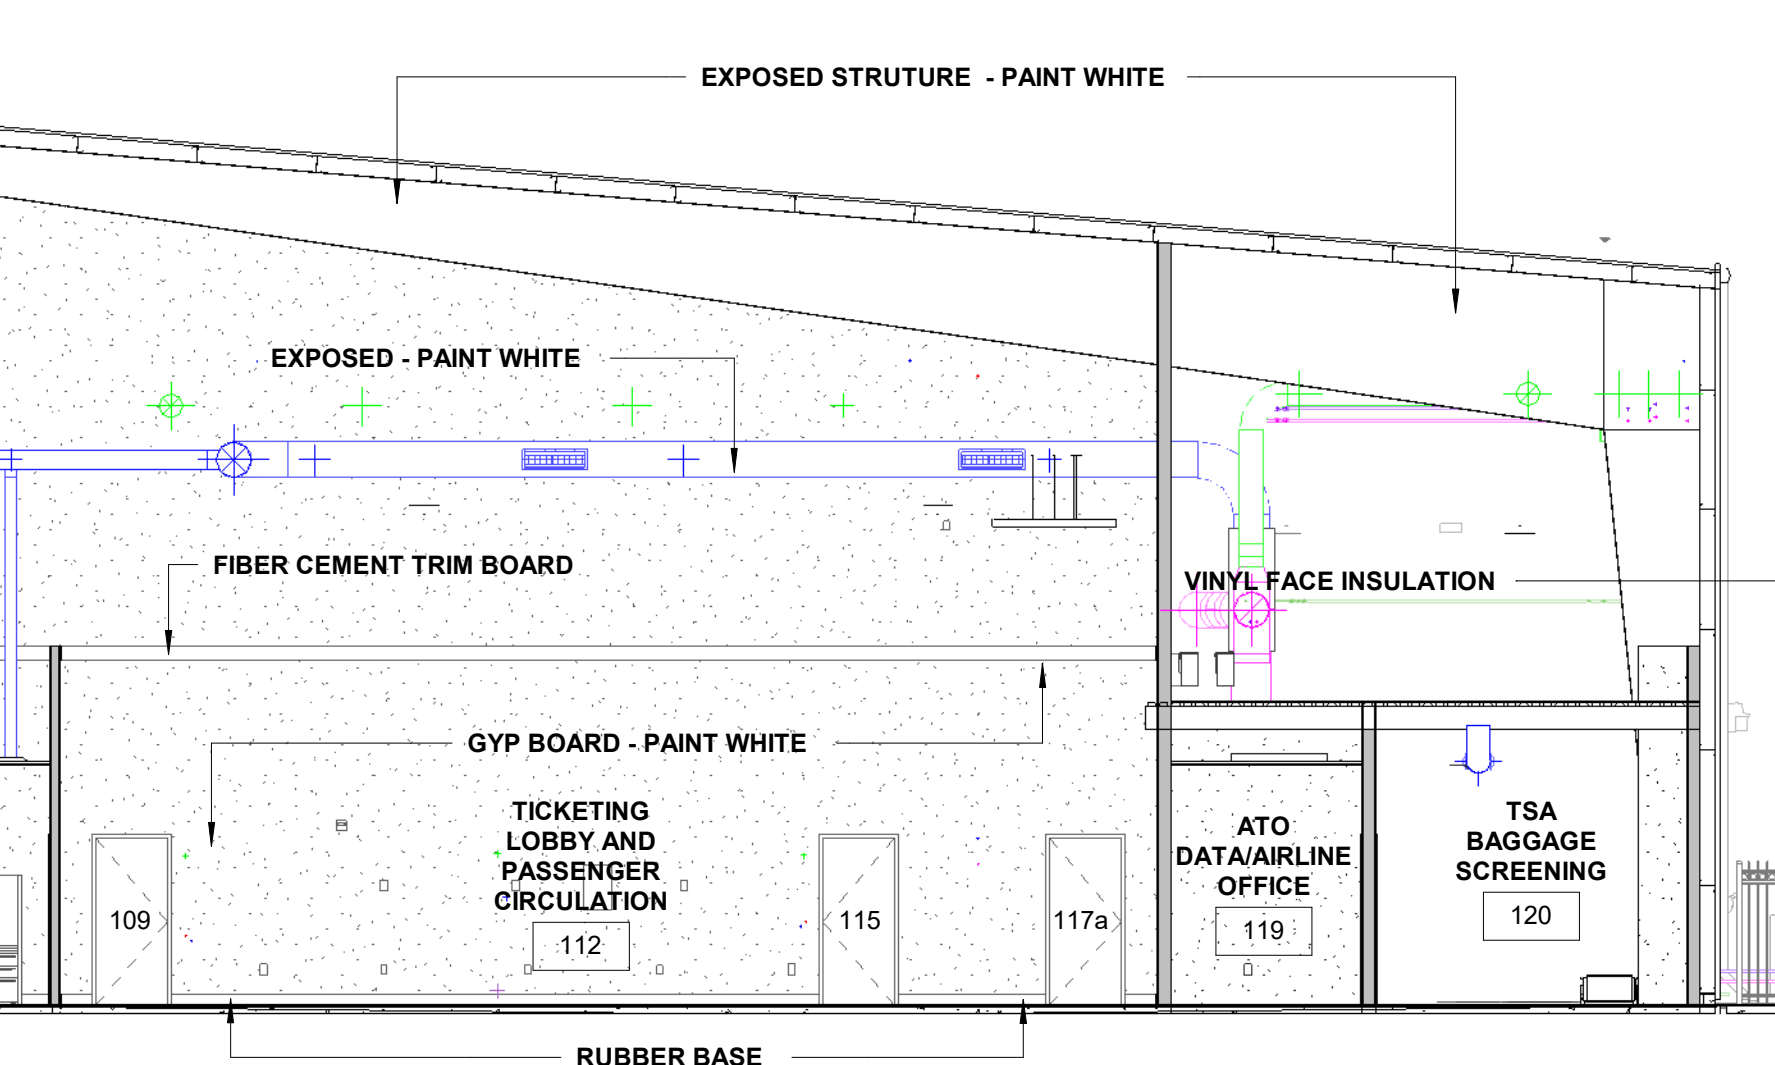 EXPOSED STRUTURE - PAINT WHITE
EXPOSED - PAINT WHITE
FIBER CEMENT TRIM BOARD
VINYL FACE INSULATION
GYP BOARD - PAINT WHITE
TICKETING
LOBBY AND
PASSENGER
CIRCULATION
112
ATO
DATA/AIRLINE
OFFICE
119
TSA
BAGGAGE
SCREENING
120
109
115
117a
RUBBER BASE